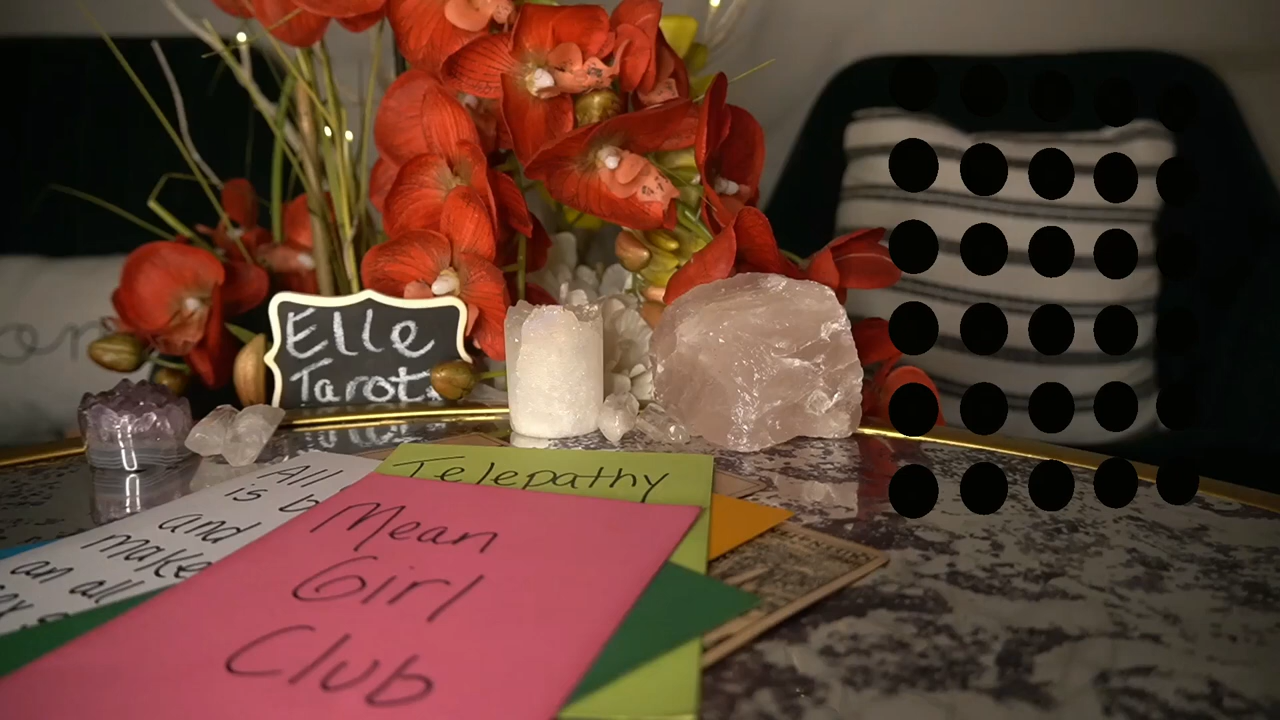 Elle
Tarot
Telepathy
Mean
Girl
Club
All
is b
and
make
an all